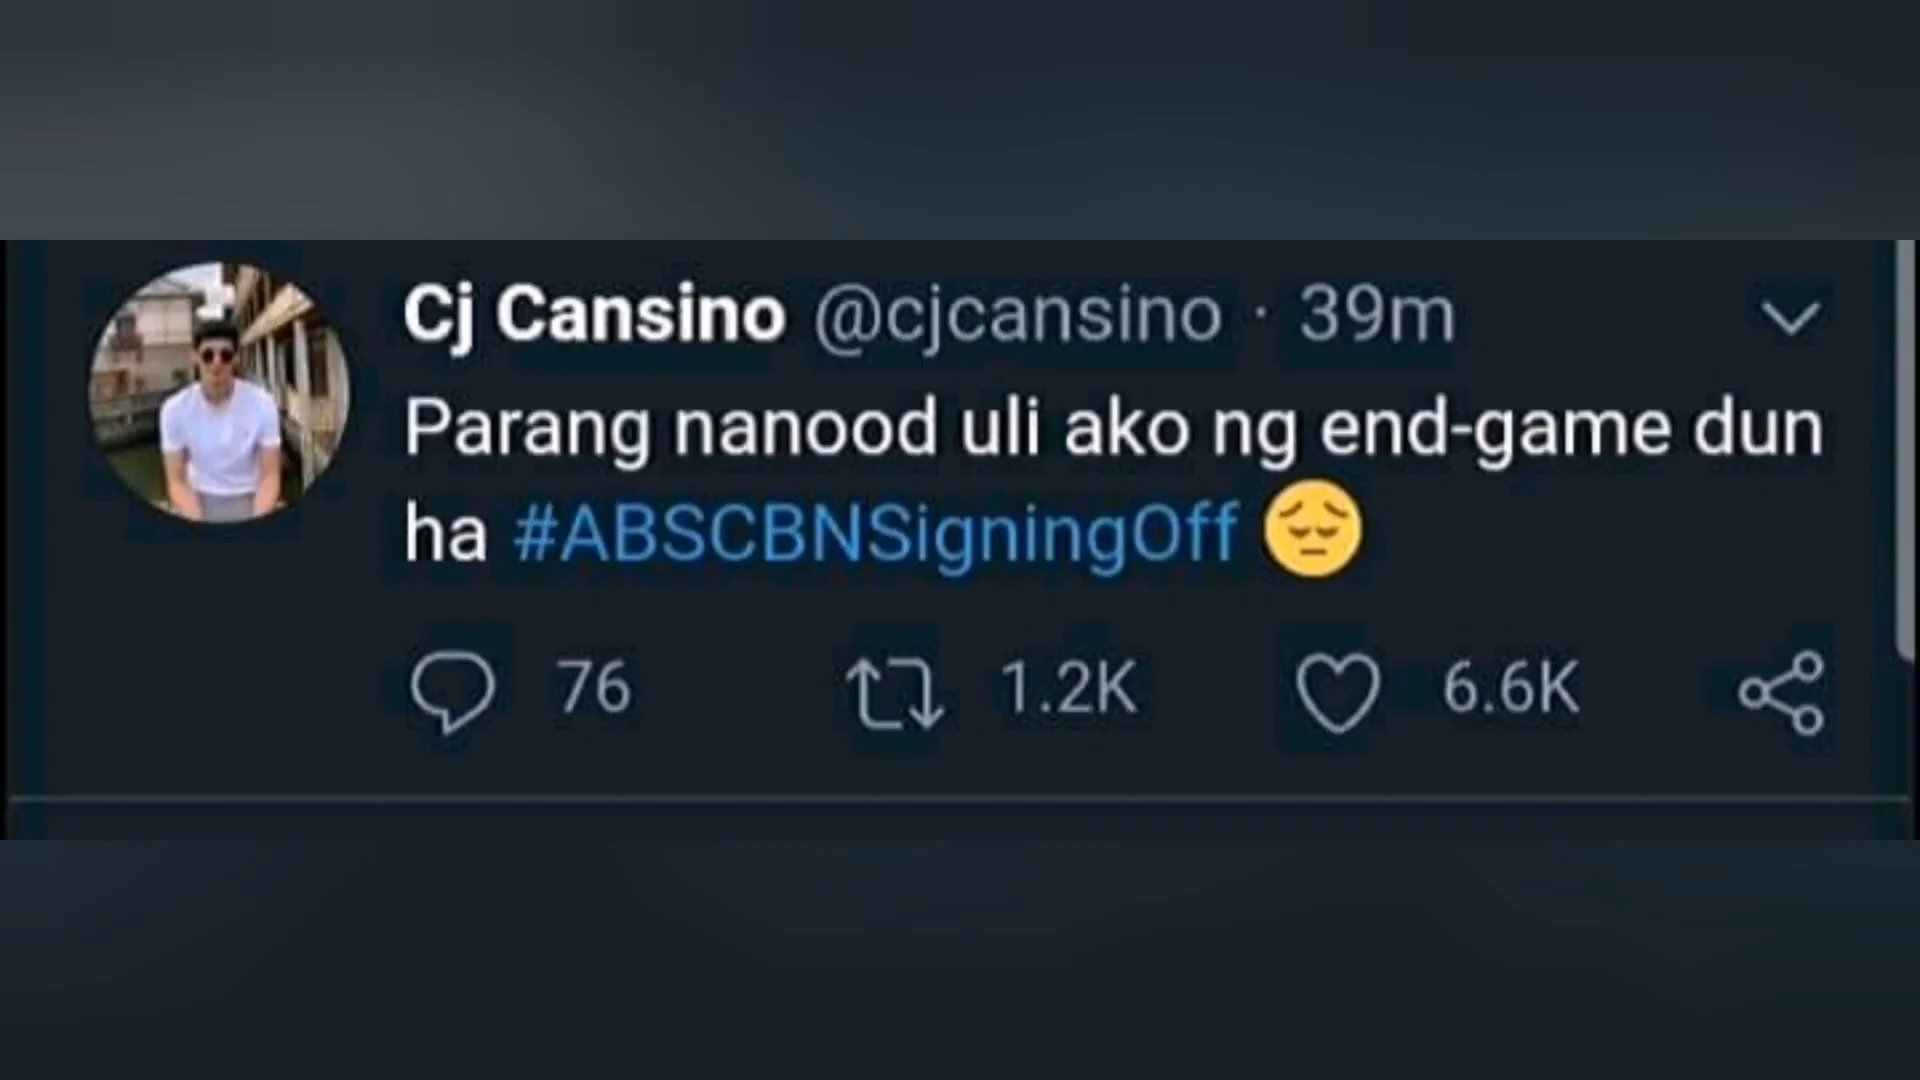 Cj Cansino @cjcansino · 39m
Parang nanood uli ako ng end-game dun
ha #ABSCBNSigningOff 😔
76 1.2K 6.6K